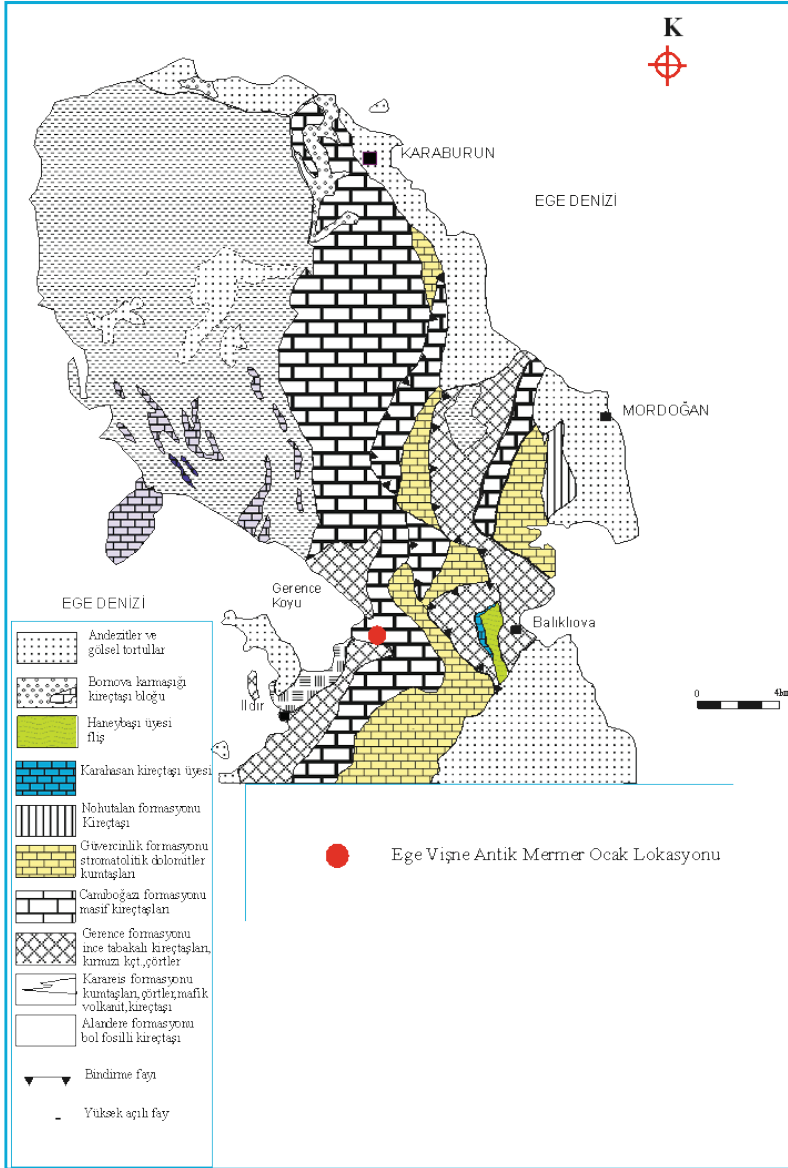 K
KARABURUN
EGE DENİZİ
MORDOĞAN
Gerence
Koyu
EGE DENİZİ
Balıklıova
Ildır
0 4km
Andezitler ve
gölsel tortullar
Bornova karmaşığı
kireçtaşı bloğu
Haneybaşı üyesi
fliş
Karahasan kireçtaşı üyesi
Nohutalan formasyonu
Kireçtaşı
Güvercinlik formasyonu
stromatolitik dolomitler
kumtaşları
Camiboğazı formasyonu
masif kireçtaşları
Gerence formasyonu
ince tabakalı kireçtaşları,
kırmızı kçt.,çörtler
Karareis formasyonu
kumtaşları,çörtler,mafik
volkanit,kireçtaşı
Alandere formasyonu
bol fosilli kireçtaşı
Bindirme fayı
Yüksek açılı fay
Ege Vişne Antik Mermer Ocak Lokasyonu